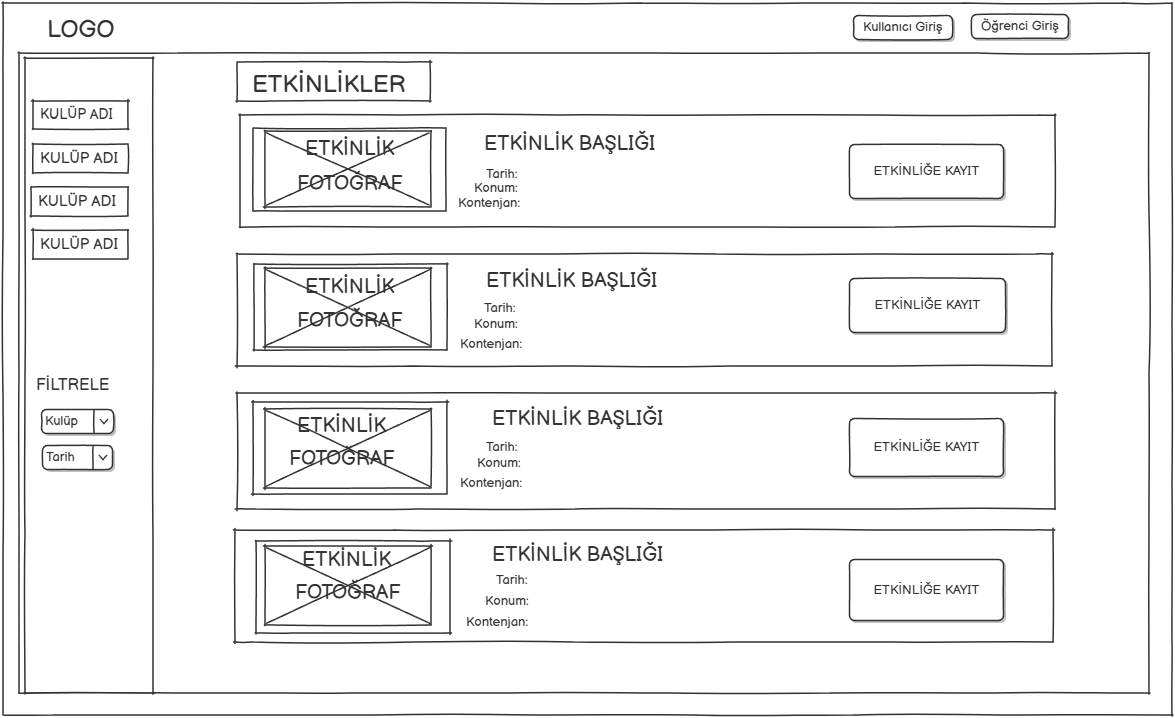 LOGO
Kullanıcı Giriş
Öğrenci Giriş
KULÜP ADI
KULÜP ADI
KULÜP ADI
KULÜP ADI
FİLTRELE
Kulüp
Tarih
ETKİNLİKLER
ETKİNLİK
FOTOĞRAF
ETKİNLİK BAŞLIĞI
Tarih:
Konum:
Kontenjan:
ETKİNLİĞE KAYIT
ETKİNLİK
FOTOĞRAF
ETKİNLİK BAŞLIĞI
Tarih:
Konum:
Kontenjan:
ETKİNLİĞE KAYIT
ETKİNLİK
FOTOĞRAF
ETKİNLİK BAŞLIĞI
Tarih:
Konum:
Kontenjan:
ETKİNLİĞE KAYIT
ETKİNLİK
FOTOĞRAF
ETKİNLİK BAŞLIĞI
Tarih:
Konum:
Kontenjan:
ETKİNLİĞE KAYIT